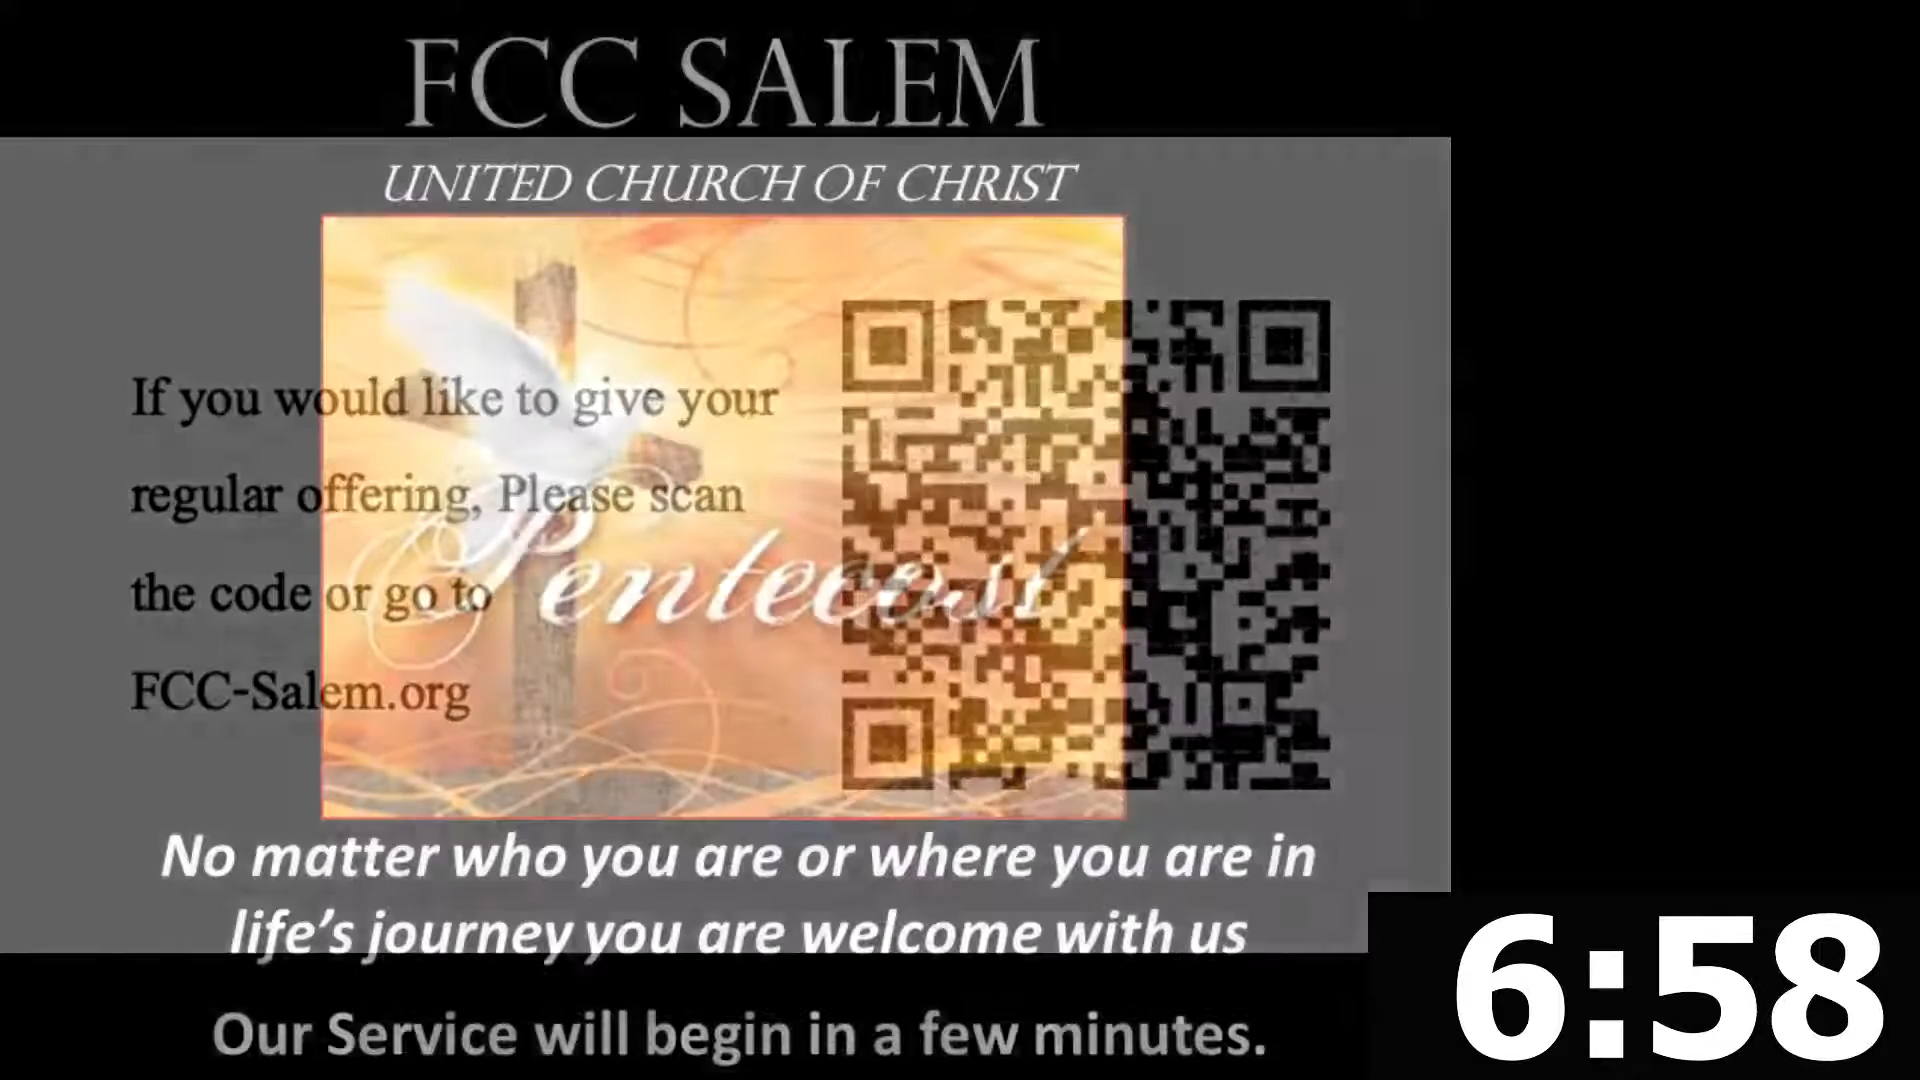 FCC SALEM
UNITED CHURCH OF CHRIST
If you would like to give your
regular offering, Please scan
the code or go to
FCC-Salem.org
Pentecost
No matter who you are or where you are in
life’s journey you are welcome with us
Our Service will begin in a few minutes.
6:58